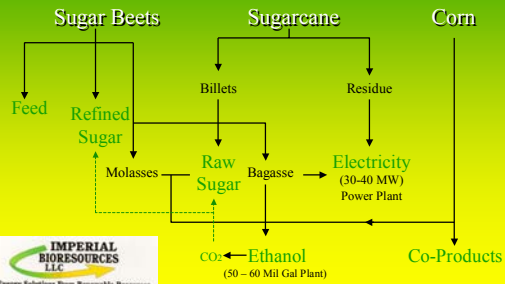 Sugar Beets Sugarcane Corn
Billets Residue
Feed Refined
Sugar
Molasses Raw
Sugar Bagasse Electricity
(30-40 MW)
Power Plant
CO2 Ethanol Co-Products
(50 – 60 Mil Gal Plant)
IMPERIAL
BIORESOURCES
LLC